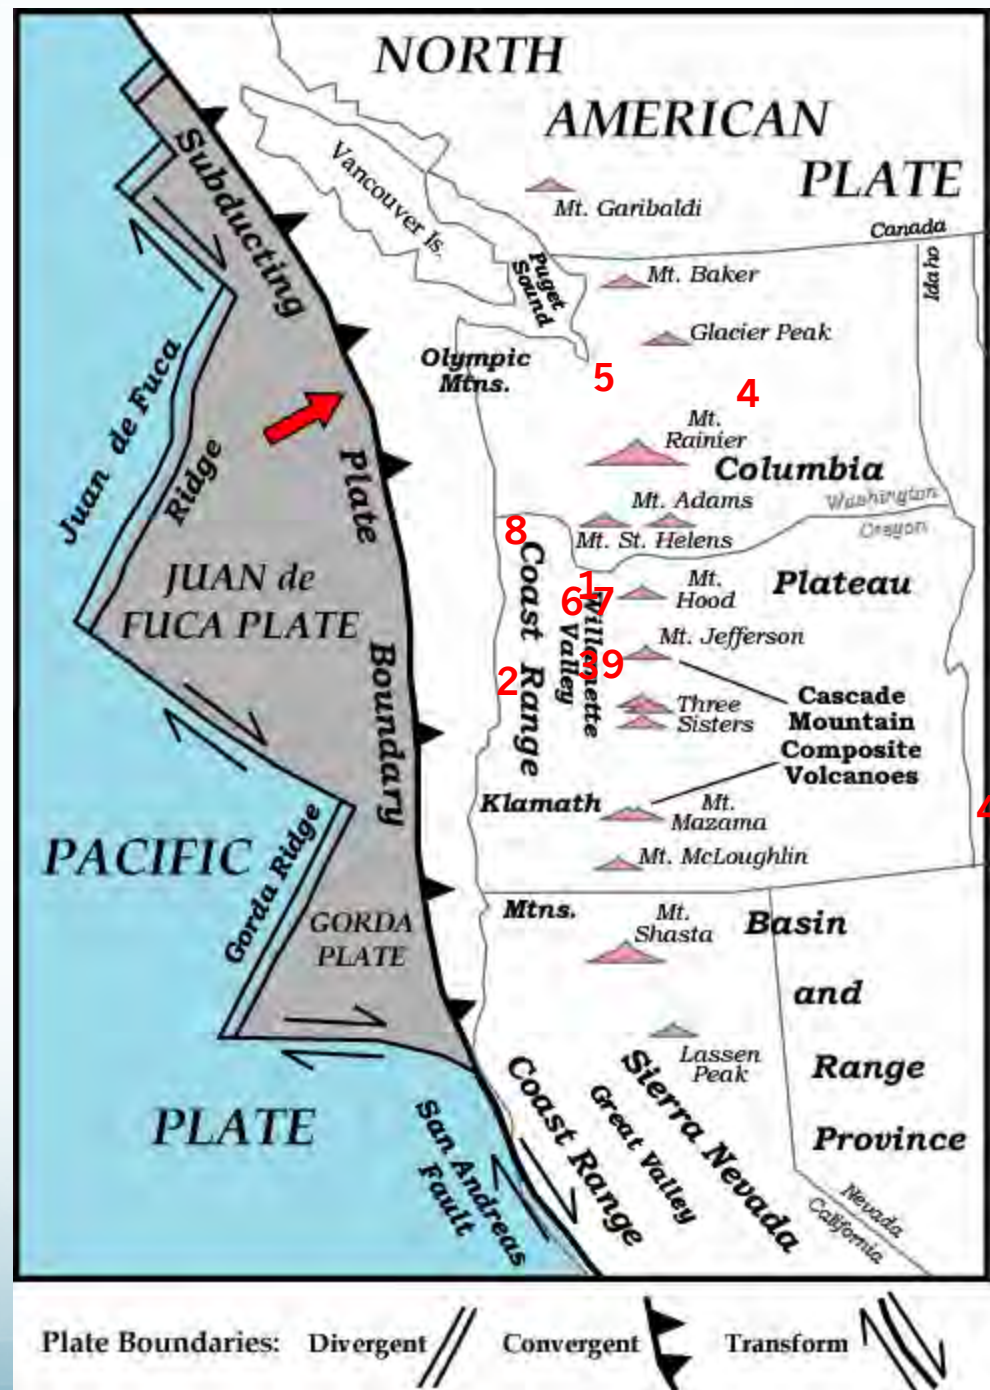 NORTH
AMERICAN
PLATE
Subducting
Vancouver Is.
Mt. Garibaldi
Canada
Puget
Sound
Mt. Baker
Idaho
Glacier Peak
Olympic
Mtns.
5
4
Juan de Fuca
Ridge
Plate
Mt.
Rainier
Columbia
Mt. Adams
Washington
Oregon
8
Mt. St. Helens
Coast Range
JUAN de
FUCA PLATE
1
6 7
Willamette
Valley
Mt.
Hood
Plateau
Mt. Jefferson
Boundary
2
39
Three
Sisters
Cascade
Mountain
Composite
Volcanoes
Klamath
Mt.
Mazama
4
PACIFIC
Gorda Ridge
Mt. McLoughlin
GORDA
PLATE
Mtns.
Mt.
Shasta
Basin
and
Range
Province
Lassen
Peak
PLATE
San Andreas
Fault
Coast Range
Great Valley
Sierra Nevada
Nevada
California
Plate Boundaries: Divergent Convergent Transform